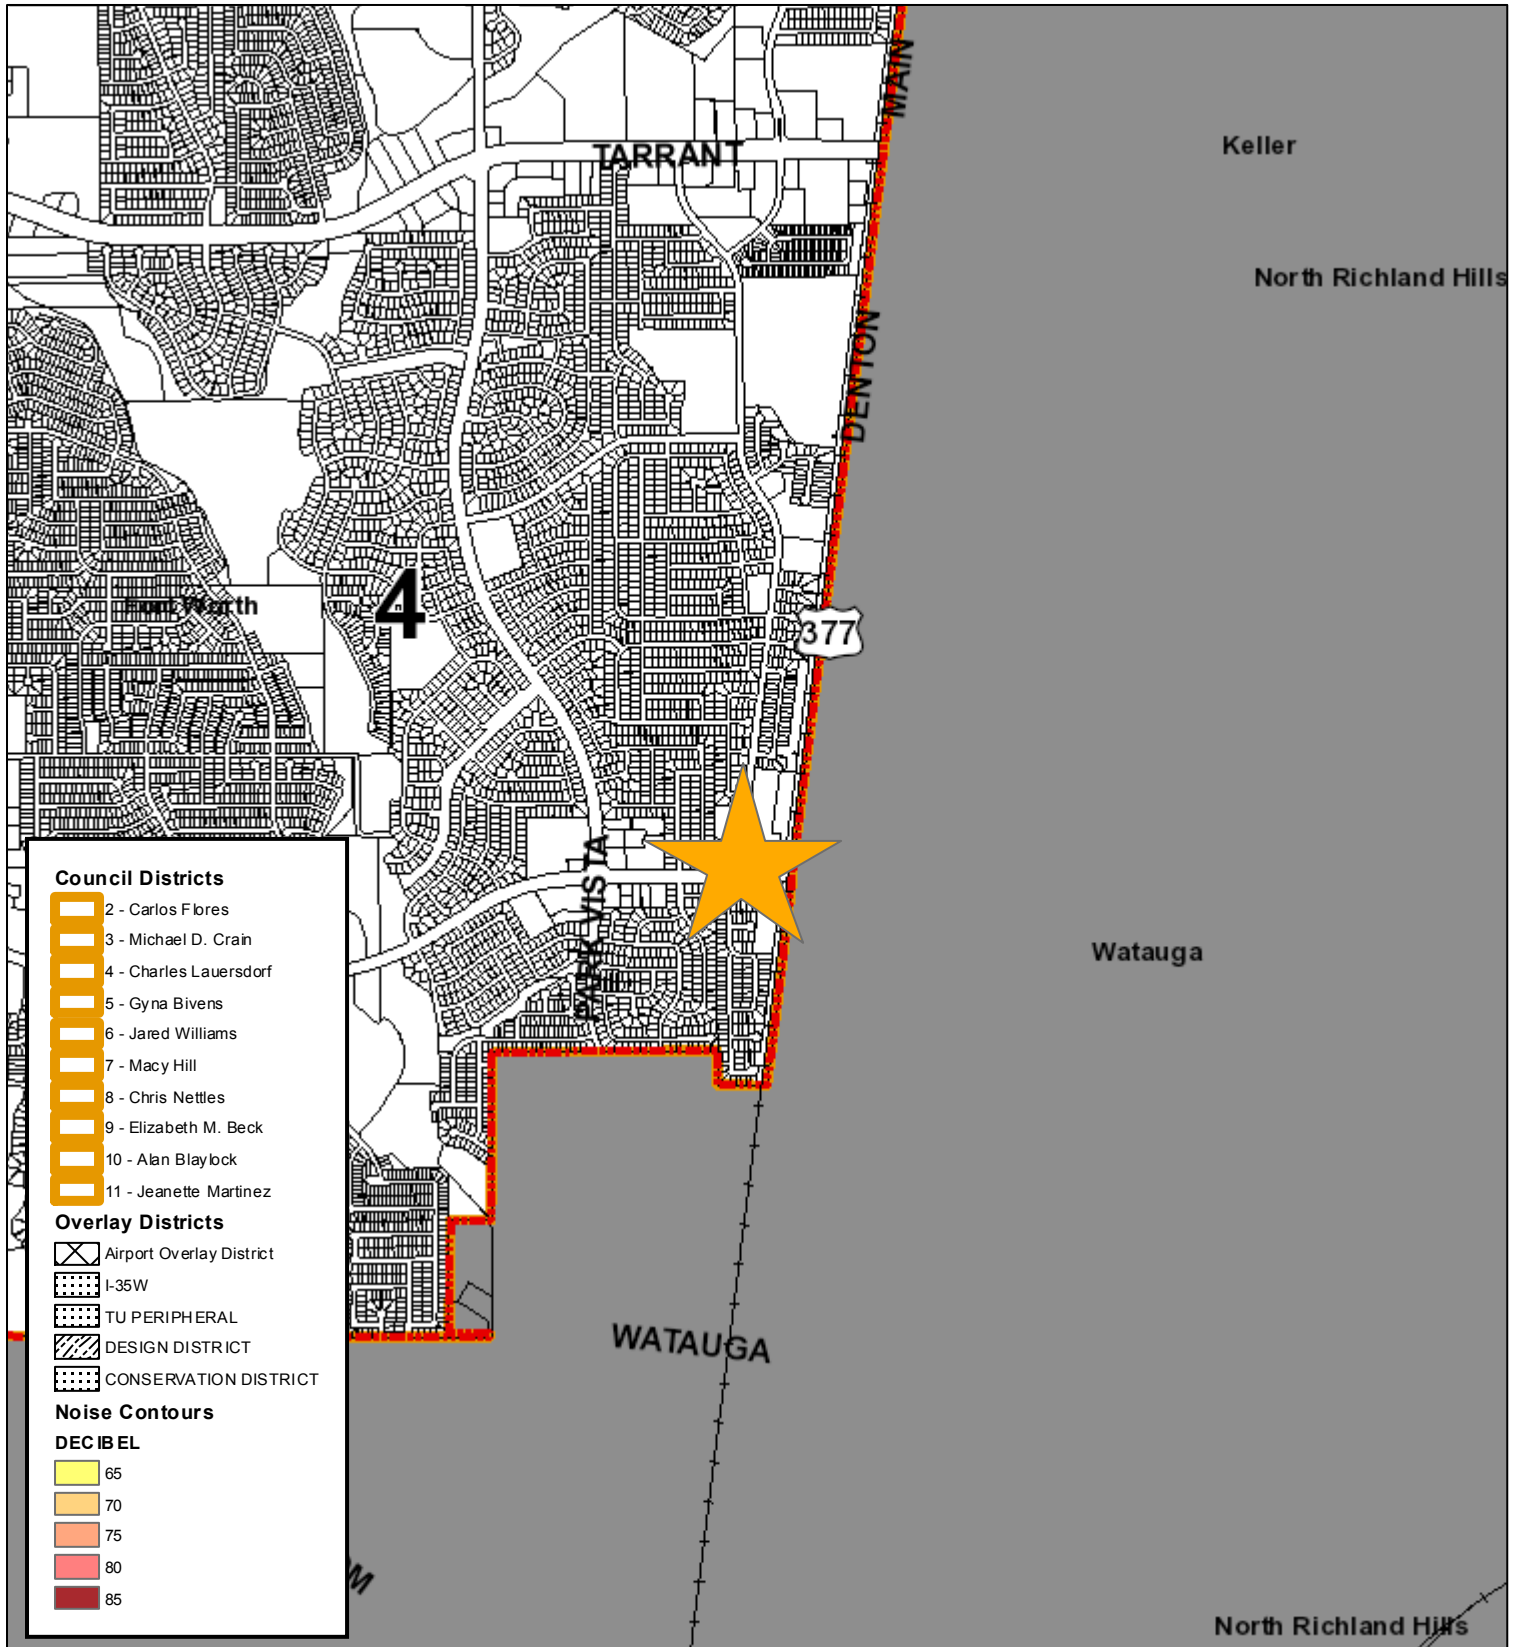 MAIN
Keller
TARRANT
North Richland Hills
DENTON
4
Fort Worth
377
PARK VISTA
Watauga
WATAUGA
North Richland Hills
Council Districts
2 - Carlos Flores
3 - Michael D. Crain
4 - Charles Lauersdorf
5 - Gyna Bivens
6 - Jared Williams
7 - Macy Hill
8 - Chris Nettles
9 - Elizabeth M. Beck
10 - Alan Blaylock
11 - Jeanette Martinez
Overlay Districts
Airport Overlay District
I-35W
TU PERIPHERAL
DESIGN DISTRICT
CONSERVATION DISTRICT
Noise Contours
DECIBEL
65
70
75
80
85